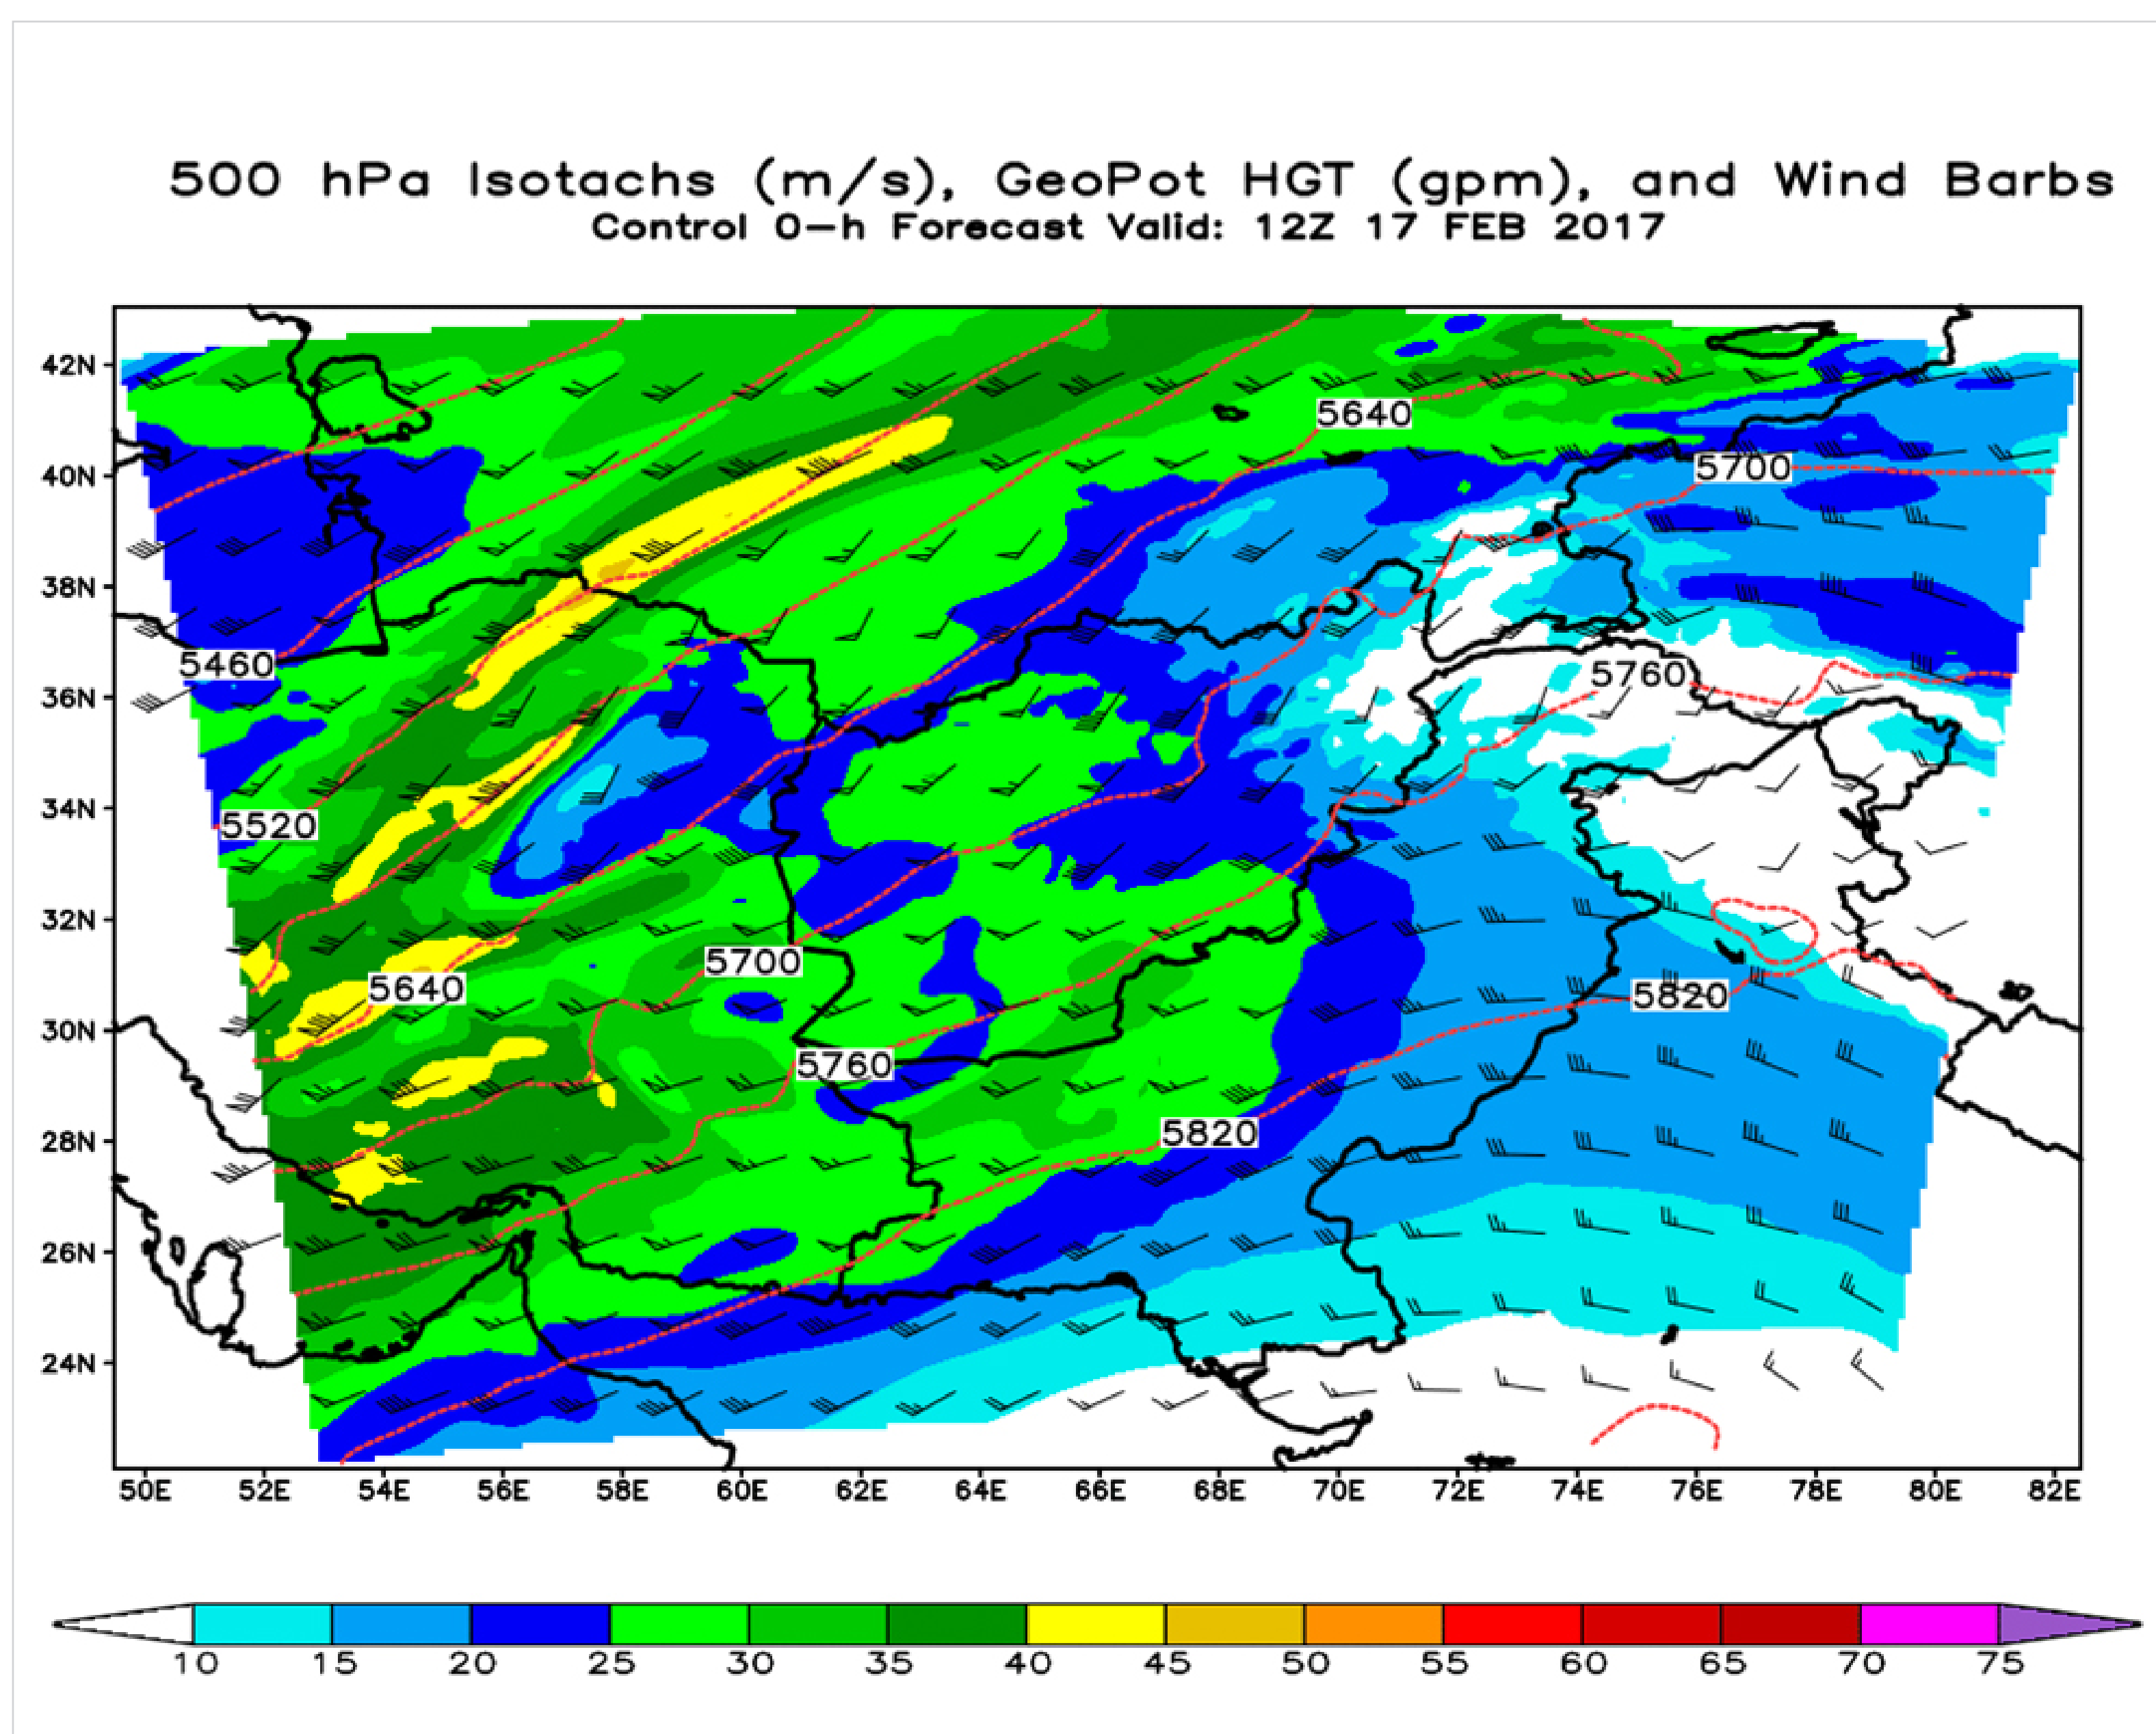 500 hPa Isotachs (m/s), GeoPot HGT (gpm), and Wind Barbs
Control 0-h Forecast Valid: 12Z 17 FEB 2017
42N
5640
40N
5700
38N
5460
5760
36N
34N
5520
32N
5700
5640
5820
30N
5760
28N
5820
26N
24N
50E 52E 54E 56E 58E 60E 62E 64E 66E 68E 70E 72E 74E 76E 78E 80E 82E
10 15 20 25 30 35 40 45 50 55 60 65 70 75